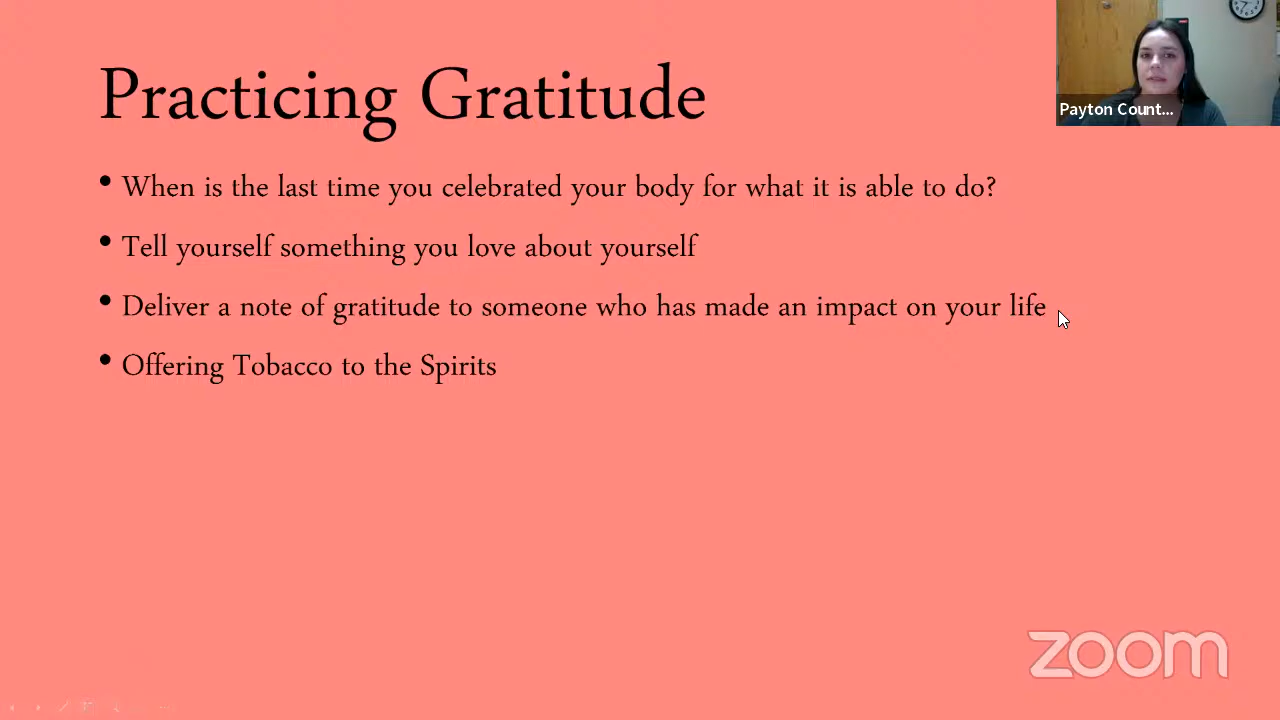 Practicing Gratitude
Payton Count...
• When is the last time you celebrated your body for what it is able to do?
• Tell yourself something you love about yourself
• Deliver a note of gratitude to someone who has made an impact on your life
• Offering Tobacco to the Spirits
zoom